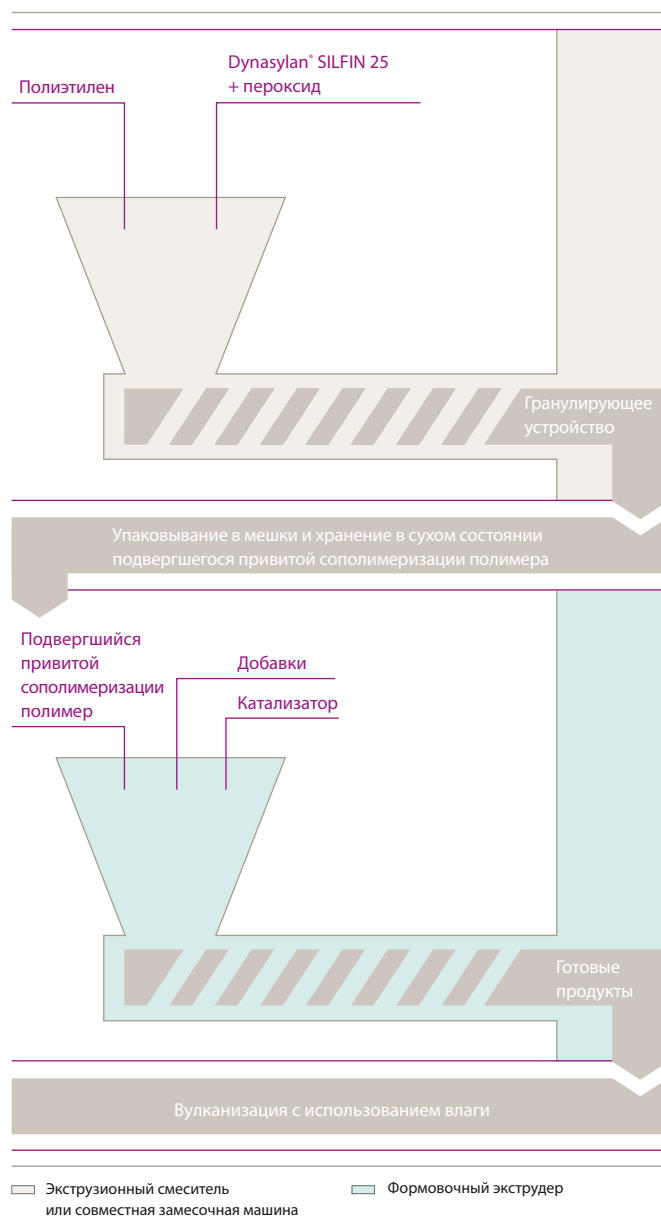 Полиэтилен
Dynasylan® SILFIN 25
+ пероксид
Гранулирующее
устройство
Упаковывание в мешки и хранение в сухом состоянии
подвергшегося привитой сополимеризации полимера
Подвергшийся
привитой
сополимеризации
полимер
Добавки
Катализатор
Готовые
продукты
Вулканизация с использованием влаги
Экструзионный смеситель
или совместная замесочная машина
Формовочный экструдер